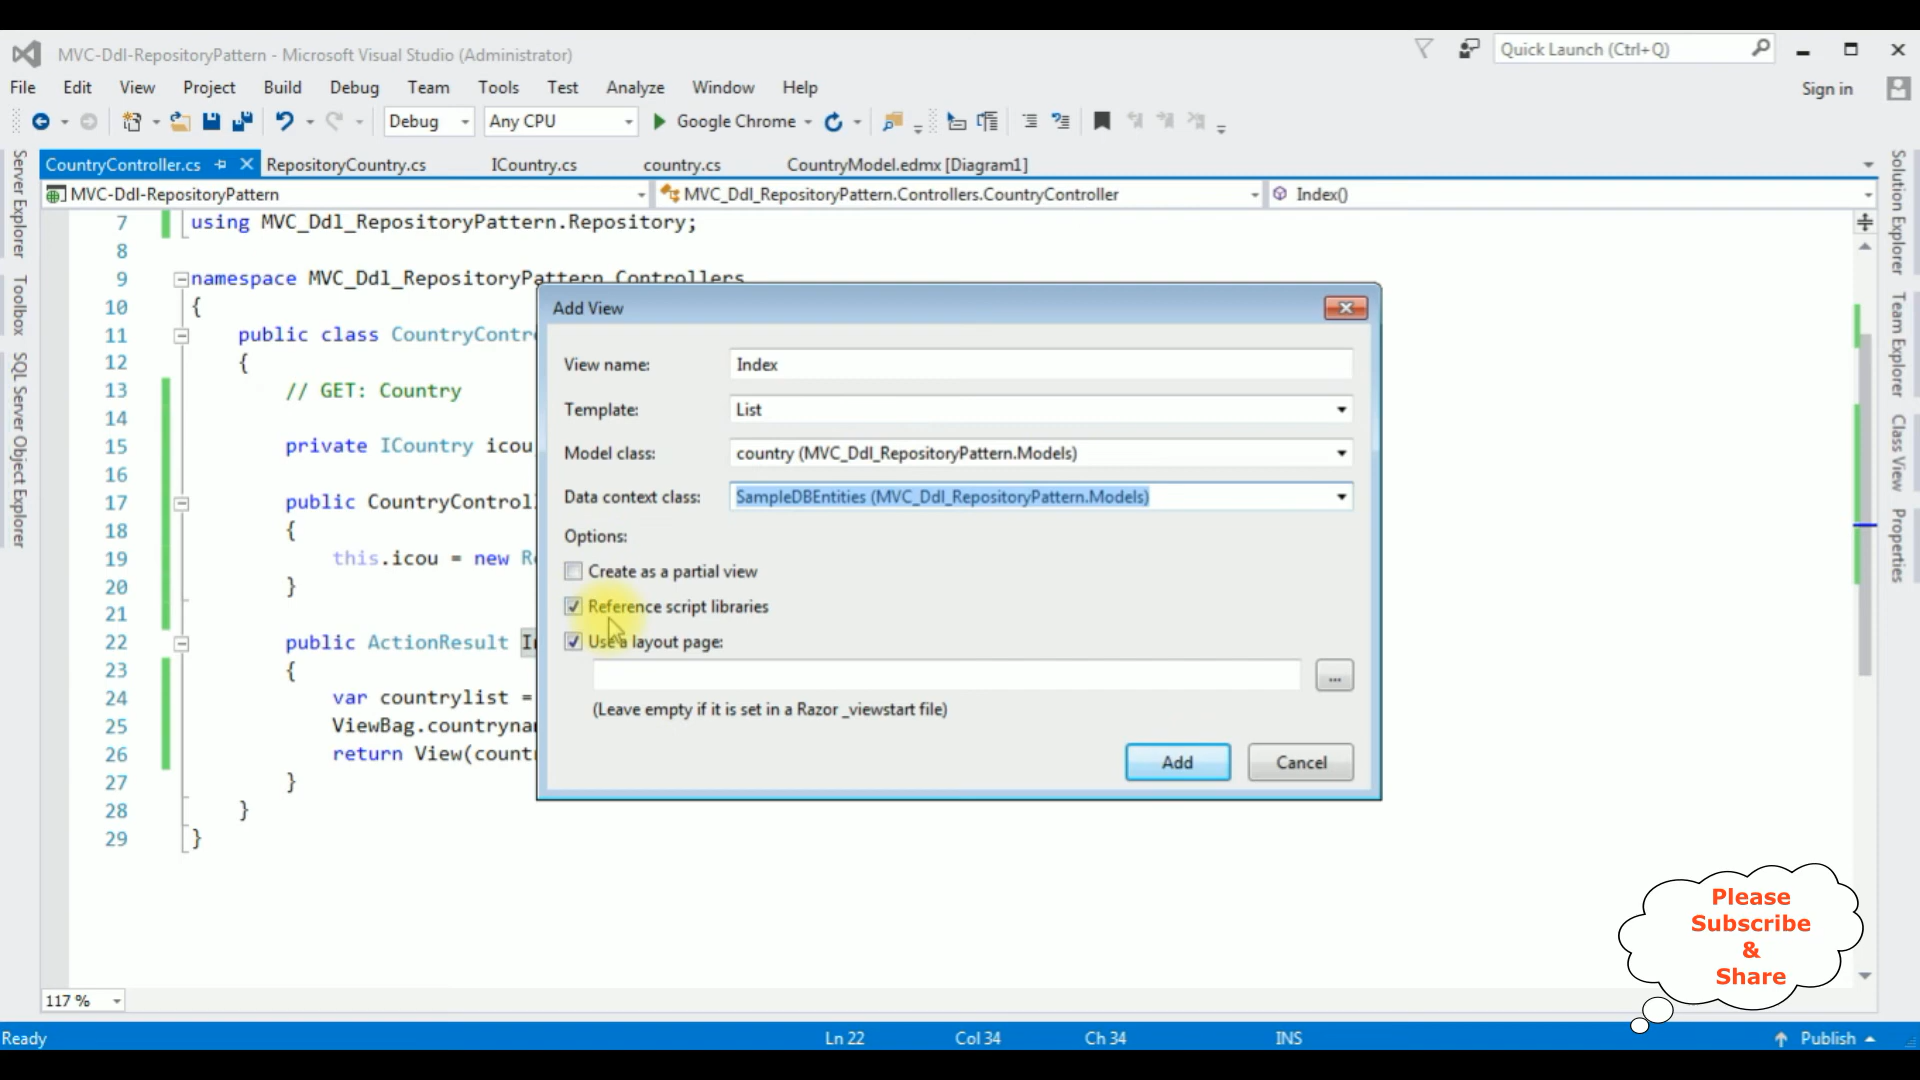 MVC-Ddl-RepositoryPattern - Microsoft Visual Studio (Administrator)
Quick Launch (Ctrl+Q)
File Edit View Project Build Debug Team Tools Test Analyze Window Help
Sign in
Debug Any CPU Google Chrome
CountryController.cs RepositoryCountry.cs ICountry.cs country.cs CountryModel.edmx [Diagram1]
MVC-Ddl-RepositoryPattern MVC_Ddl_RepositoryPattern.Controllers.CountryController Index()
Server Explorer
Toolbox
SQL Server Object Explorer
7 using MVC_Ddl_RepositoryPattern.Repository;
8
9 namespace MVC_Ddl_RepositoryPattern.Controllers
10 {
11 public class CountryContr
12 {
13 // GET: Country
14
15 private ICountry icou
16
17 public CountryControl
18 {
19 this.icou = new R
20 }
21
22 public ActionResult I
23 {
24 var countrylist =
25 ViewBag.countryna
26 return View(count
27 }
28 }
29 }
Add View
View name: Index
Template: List
Model class: country (MVC_Ddl_RepositoryPattern.Models)
Data context class: SampleDBEntities (MVC_Ddl_RepositoryPattern.Models)
Options:
Create as a partial view
Reference script libraries
Use a layout page:
...
(Leave empty if it is set in a Razor _viewstart file)
Add Cancel
Solution Explorer
Team Explorer
Class View
Properties
Please
Subscribe
&
Share
117 %
Ready Ln 22 Col 34 Ch 34 INS Publish